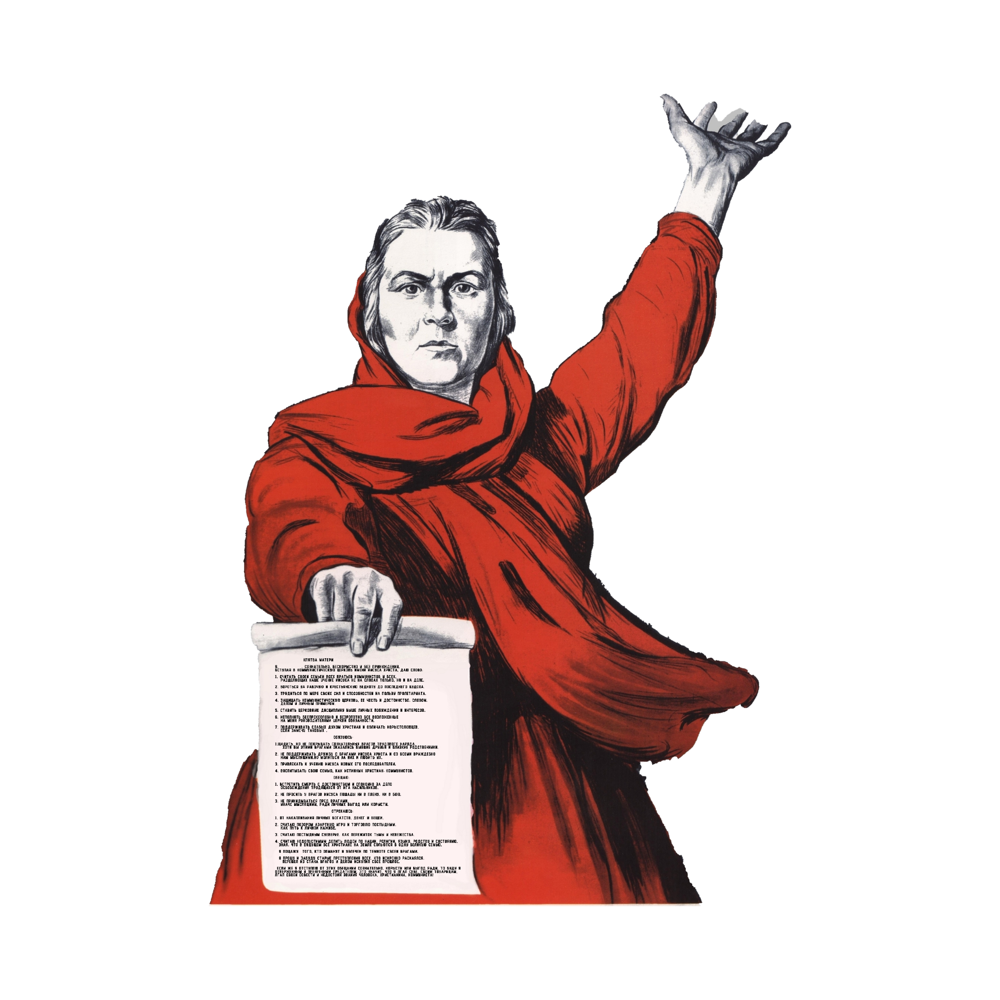 КЛЯТВА МАТЕРИ
Я, СОЗНАТЕЛЬНО, БЕСКОРЫСТНО И БЕЗ ПРИНУЖДЕНИЯ,
ВСТУПАЯ В КОММУНИСТИЧЕСКУЮ ЦЕРКОВЬ ИМЕНИ ИИСУСА ХРИСТА, ДАЮ СЛОВО:
1. СЧИТАТЬ СВОЕЙ СЕМЬЕЙ ВСЕХ БРАТЬЕВ КОММУНИСТОВ И ВСЕХ,
РАЗДЕЛЯЮЩИХ НАШЕ УЧЕНИЕ ИИСУСА НЕ НА СЛОВАХ ТОЛЬКО, НО И НА ДЕЛЕ.
2. БОРОТЬСЯ ЗА РАБОЧУЮ И КРЕСТЬЯНСКУЮ БЕДНОТУ ДО ПОСЛЕДНЕГО ВЗДОХА.
3. ТРУДИТЬСЯ ПО МЕРЕ СВОИХ СИЛ И СПОСОБНОСТЕЙ НА ПОЛЬЗУ ПРОЛЕТАРИАТА.
4. ЗАЩИЩАТЬ КОММУНИСТИЧЕСКУЮ ЦЕРКОВЬ, ЕЕ ЧЕСТЬ И ДОСТОИНСТВО, СЛОВОМ,
ДЕЛОМ И ЛИЧНЫМ ПРИМЕРОМ.
5. СТАВИТЬ ЦЕРКОВНУЮ ДИСЦИПЛИНУ ВЫШЕ ЛИЧНЫХ ПОБУЖДЕНИЙ И ИНТЕРЕСОВ.
6. ИСПОЛНЯТЬ БЕСПРЕКОСЛОВНО И БЕЗРОПОТНО ВСЕ ВОЗЛОЖЕННЫЕ
НА МЕНЯ РУКОВОДИТЕЛЯМИ ЦЕРКВИ ОБЯЗАННОСТИ.
7. ПОДДЕРЖИВАТЬ СЛАБЫХ ДУХОМ ХРИСТИАН И ОБЛИЧАТЬ КОРЫСТОЛЮБЦЕВ,
ЕСЛИ ЗАМЕЧУ ТАКОВЫХ .
ОБЯЗУЮСЬ:
1.ЩАДИТЬ, НО НЕ ПОКРЫВАТЬ СОЗНАТЕЛЬНЫХ ВРАГОВ ТРУДОВОГО НАРОДА,
ХОТЯ БЫ ЭТИМИ ВРАГАМИ ОКАЗАЛИСЬ БЫВШИЕ ДРУЗЬЯ И БЛИЗКИЕ РОДСТВЕННИКИ.
2. НЕ ПОДДЕРЖИВАТЬ ДРУЖБУ С ВРАГАМИ ИИСУСА ХРИСТА И СО ВСЕМИ ВРАЖДЕБНО
НАМ МЫСЛЯЩИМИ,НО МОЛИТЬСЯ ЗА НИХ И ЛЮБИТЬ ИХ.
3. ПРИВЛЕКАТЬ К УЧЕНИЮ ИИСУСА НОВЫХ ЕГО ПОСЛЕДОВАТЕЛЕЙ.
4. ВОСПИТЫВАТЬ СВОЮ СЕМЬЮ, КАК ИСТИННЫХ ХРИСТИАН-КОММУНИСТОВ.
ОБЕЩАЮ:
1. ВСТРЕТИТЬ СМЕРТЬ С ДОСТОИНСТВОМ И СПОКОЙНО ЗА ДЕЛО
ОСВОБОЖДЕНИЯ ТРУДЯЩИХСЯ ОТ ИГА НАСИЛЬНИКОВ.
2. НЕ ПРОСИТЬ У ВРАГОВ ИИСУСА ПОЩАДЫ НИ В ПЛЕНУ, НИ В БОЮ.
3. НЕ ПРИКИДЫВАТЬСЯ ПРЕД ВРАГАМИ,
ИНАЧЕ МЫСЛЯЩИМИ, РАДИ ЛИЧНЫХ ВЫГОД ИЛИ КОРЫСТИ.
ОТРЕКАЮСЬ:
1. ОТ НАКАПЛИВАНИЯ ЛИЧНЫХ БОГАТСТВ, ДЕНЕГ И ВЕЩЕЙ.
2. СЧИТАЮ ПОЗОРОМ АЗАРТНУЮ ИГРУ И ТОРГОВЛЮ ПОСТЫДНЫМ,
КАК ПУТЬ К ЛИЧНОЙ НАЖИВЕ.
3. СЧИТАЮ ПОСТЫДНЫМ СУЕВЕРИЕ, КАК ПЕРЕЖИТОК ТЬМЫ И НЕВЕЖЕСТВА.
4. СЧИТАЮ НЕДОПУСТИМЫМ ДЕЛИТЬ ЛЮДЕЙ ПО НАЦИИ, РЕЛИГИИ, ЯЗЫКУ, РОДСТВУ И СОСТОЯНИЮ,
ЗНАЯ, ЧТО В БУДУЩЕМ ВСЕ ХРИСТИАНЕ НА ЗЕМЛЕ СОЛЬЮТСЯ В ОДНУ ВЕЛИКУЮ СЕМЬЮ.
Я ПОЩАЖУ ТОГО, КТО ОБМАНУТ И УВЛЕЧЕН ПО ТЕМНОТЕ СВОЕЙ ВРАГАМИ.
Я ПРОЩУ И ЗАБУДУ СТАРЫЕ ПРЕСТУПЛЕНИЯ ВСЕХ, КТО ИСКРЕННО РАСКАЯЛСЯ,
ПЕРЕШЕЛ ИЗ СТАНА ВРАГОВ И ДЕЛОМ ИСКУПИЛ СВОЕ ПРОШЛОЕ.
ЕСЛИ ЖЕ Я ОТСТУПЛЮ ОТ ЭТИХ ОБЕЩАНИЙ СОЗНАТЕЛЬНО, КОРЫСТИ ИЛИ ВЫГОД РАДИ, ТО БУДУ Я
ОТВЕРЖЕННЫМ И ПРЕЗРЕННЫМ ПРЕДАТЕЛЕМ. ЭТО ЗНАЧИТ, ЧТО Я ЛГАЛ СЕБЕ, СВОИМ ТОВАРИЩАМ,
ЛГАЛ СВОЕЙ СОВЕСТИ И НЕДОСТОИН ЗВАНИЯ ЧЕЛОВЕКА, ХРИСТИАНИНА, КОММУНИСТА!